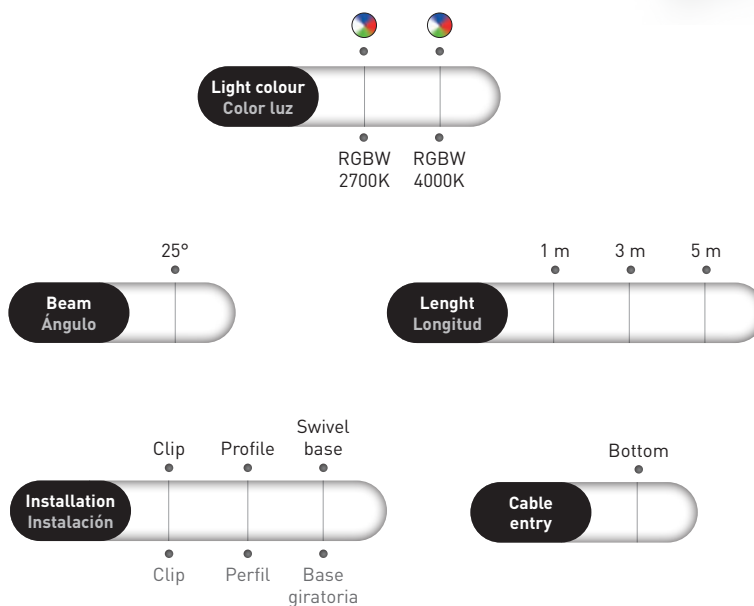 Light colour
Color luz
RGBW
2700K
RGBW
4000K
25°
Beam
Ángulo
1 m
3 m
5 m
Lenght
Longitud
Clip
Profile
Swivel
base
Installation
Instalación
Clip
Perfil
Base
giratoria
Bottom
Cable
entry